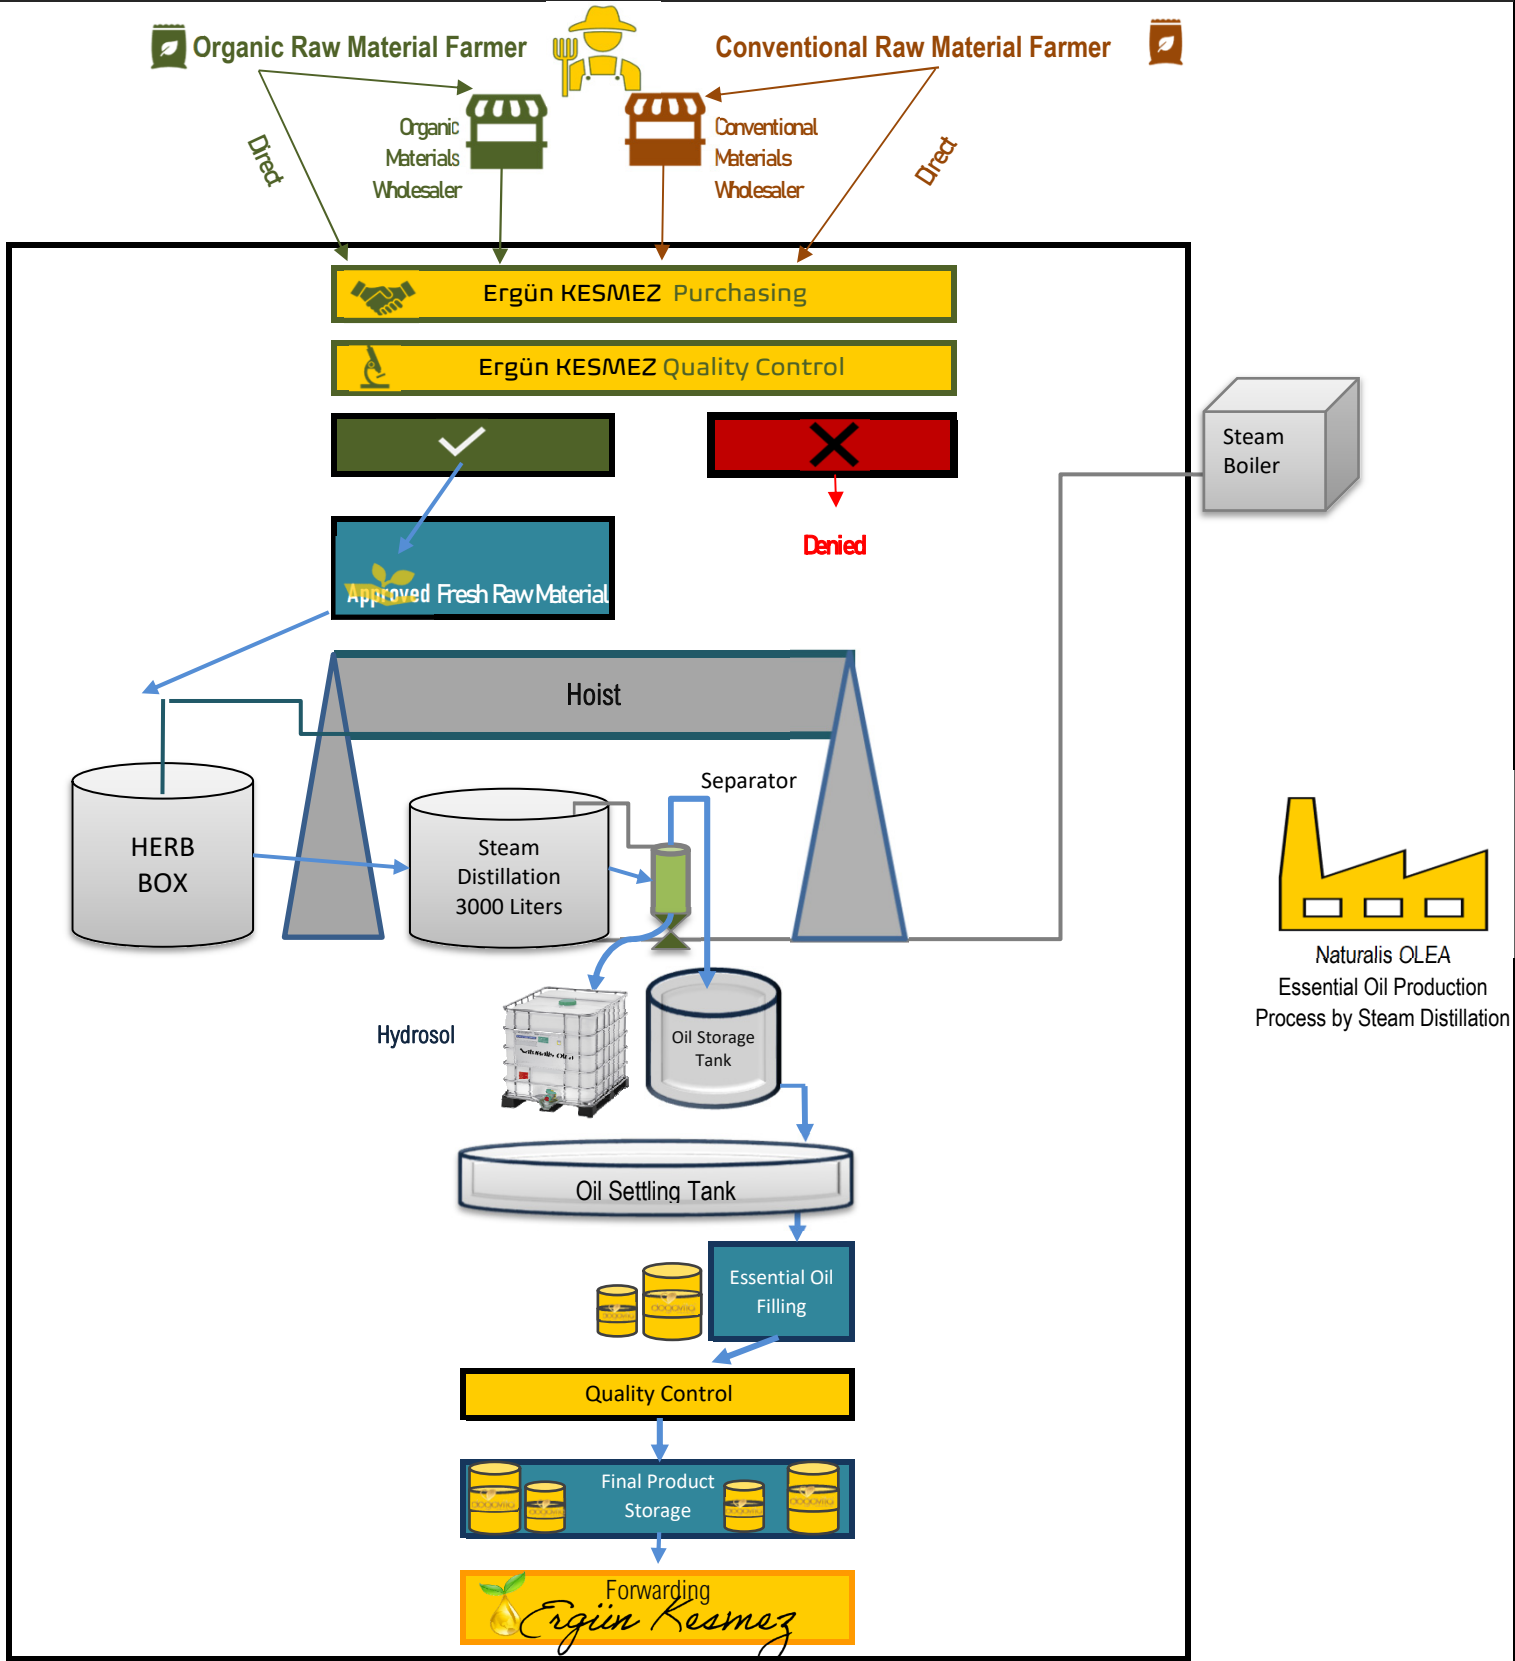 Organic Raw Material Farmer
Conventional Raw Material Farmer
Organic
Materials
Wholesaler
Conventional
Materials
Wholesaler
Direct
Direct
Ergün KESMEZ Purchasing
Ergün KESMEZ Quality Control
Steam
Boiler
Denied
Approved Fresh Raw Material
Hoist
Separator
HERB
BOX
Steam
Distillation
3000 Liters
Naturalis OLEA
Essential Oil Production
Process by Steam Distillation
Hydrosol
Naturalis Olea
Oil Storage
Tank
Oil Settling Tank
Essential Oil
Filling
Quality Control
Final Product
Storage
Forwarding
Ergün Kesmez